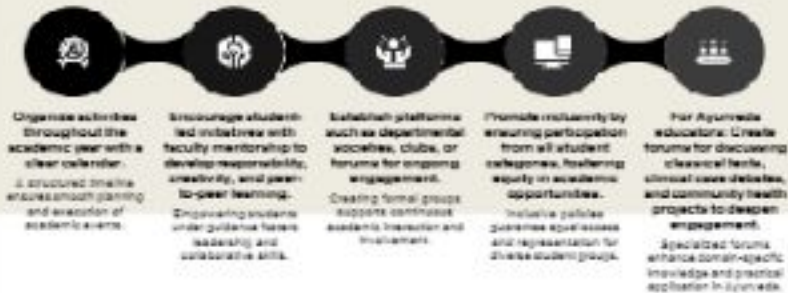 Organize activities
throughout the
academic year with a
clear calendar.
A structured timeline
ensures smooth planning
and execution of
academic events.
Encourage student-
led initiatives with
faculty mentorship to
develop responsibility,
creativity, and peer-
to-peer learning.
Empowering students
under guidance fosters
leadership and
collaborative skills.
Establish platforms
such as departmental
societies, clubs, or
forums for ongoing
engagement.
Creating formal groups
supports continuous
academic interaction and
involvement.
Promote inclusivity by
ensuring participation
from all student
categories, fostering
equity in academic
opportunities.
Inclusive policies
guarantee equal access
and representation for
diverse student groups.
For Ayurveda
educators: Create
forums for discussing
classical texts,
clinical case debates,
and community health
projects to deepen
engagement.
Specialized forums
enhance domain-specific
knowledge and practical
application in Ayurveda.